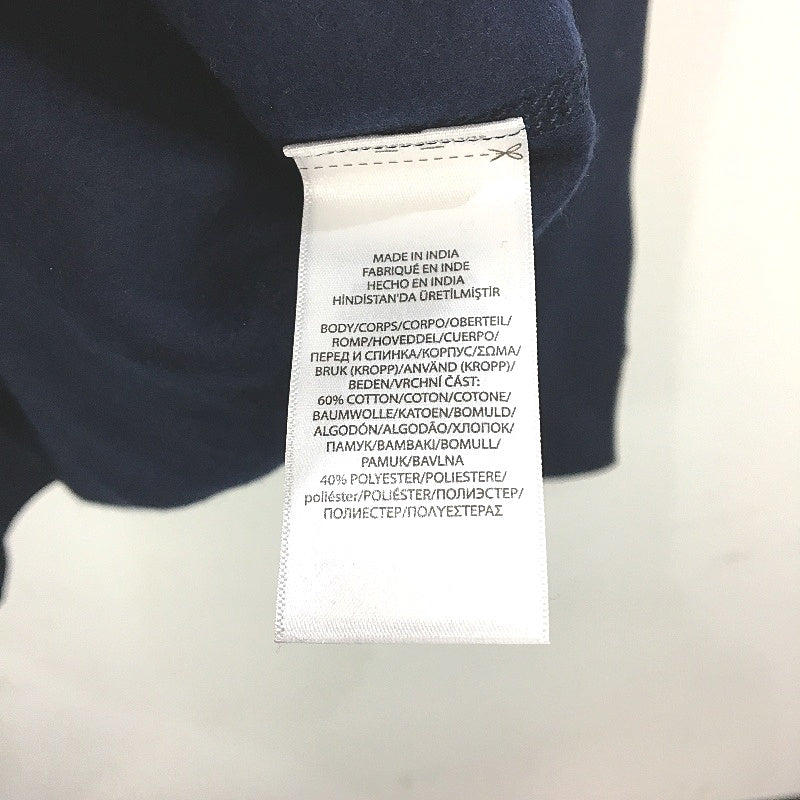 MADE IN INDIA
FABRIQUÉ EN INDE
HECHO EN INDIA
HİNDİSTAN'DA ÜRETİLMİŞTİR
BODY/CORPS/CORPO/OBERTEIL/
ROMP/HOVEDDEL/CUERPO/
ПЕРЕД И СПИНКА/КОРПУС/ΣΩΜΑ/
BRUK (KROPP)/ANVÄND (KROPP)/
BEDEN/VRCHNÍ ČÁST:
60% COTTON/COTON/COTONE/
BAUMWOLLE/KATOEN/BOMULD/
ALGODÓN/ALGODÃO/ХЛОПОК/
ПАМУК/ΒΑΜΒΑΚΙ/BOMULL/
PAMUK/BAVLNA
40% POLYESTER/POLIESTERE/
poliéster/POLIÉSTER/ПОЛИЭСТЕР/
ПОЛИЕСТЕР/ΠΟΛΥΕΣΤΕΡΑΣ